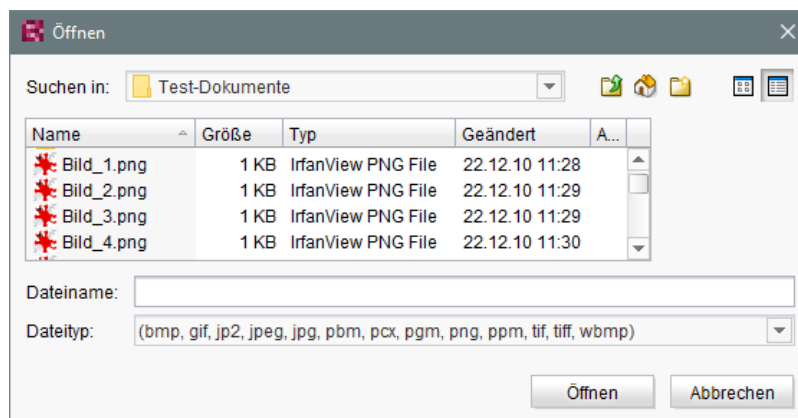 Öffnen
Suchen in: Test-Dokumente
Name Größe Typ Geändert A...
Bild_1.png 1 KB IrfanView PNG File 22.12.10 11:28
Bild_2.png 1 KB IrfanView PNG File 22.12.10 11:29
Bild_3.png 1 KB IrfanView PNG File 22.12.10 11:29
Bild_4.png 1 KB IrfanView PNG File 22.12.10 11:30
Dateiname:
Dateityp: (bmp, gif, jp2, jpeg, jpg, pbm, pcx, pgm, png, ppm, tif, tiff, wbmp)
Öffnen Abbrechen